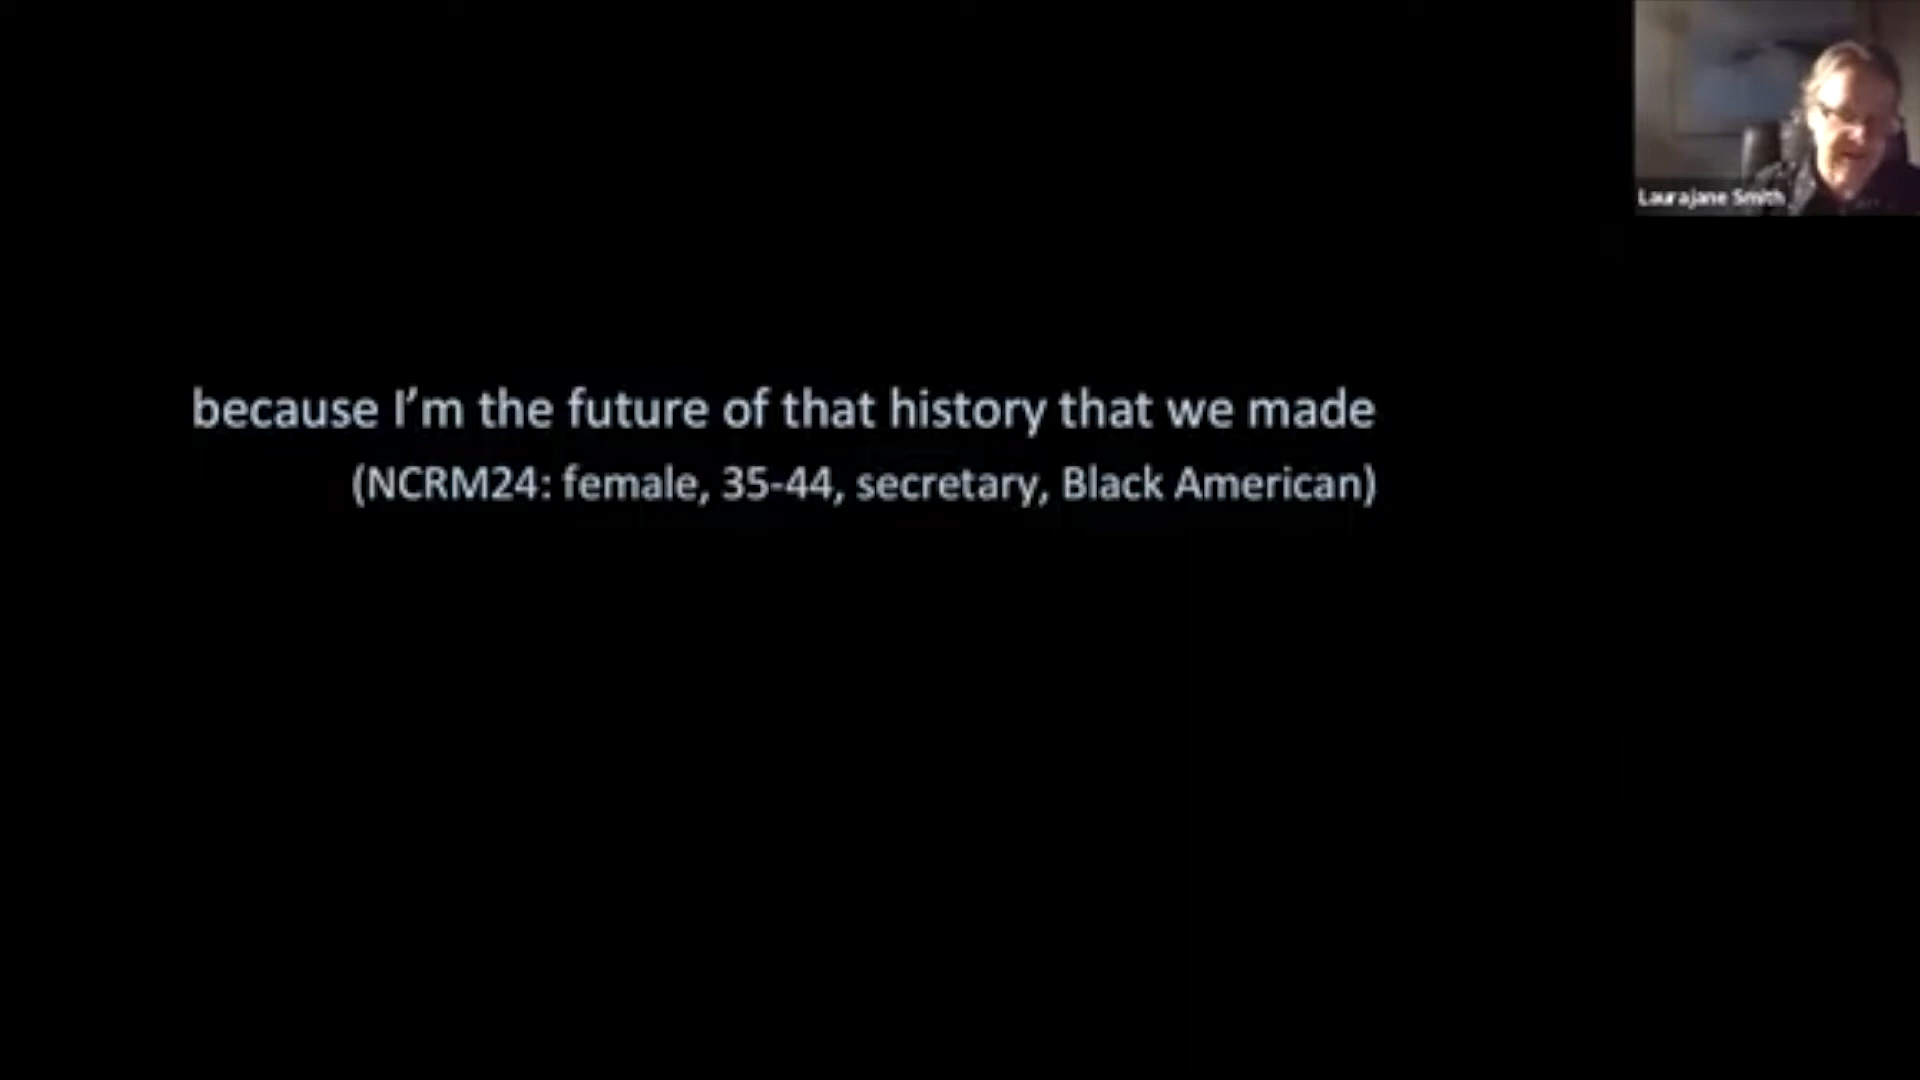 Laurajane Smith
because I'm the future of that history that we made
(NCRM24: female, 35-44, secretary, Black American)